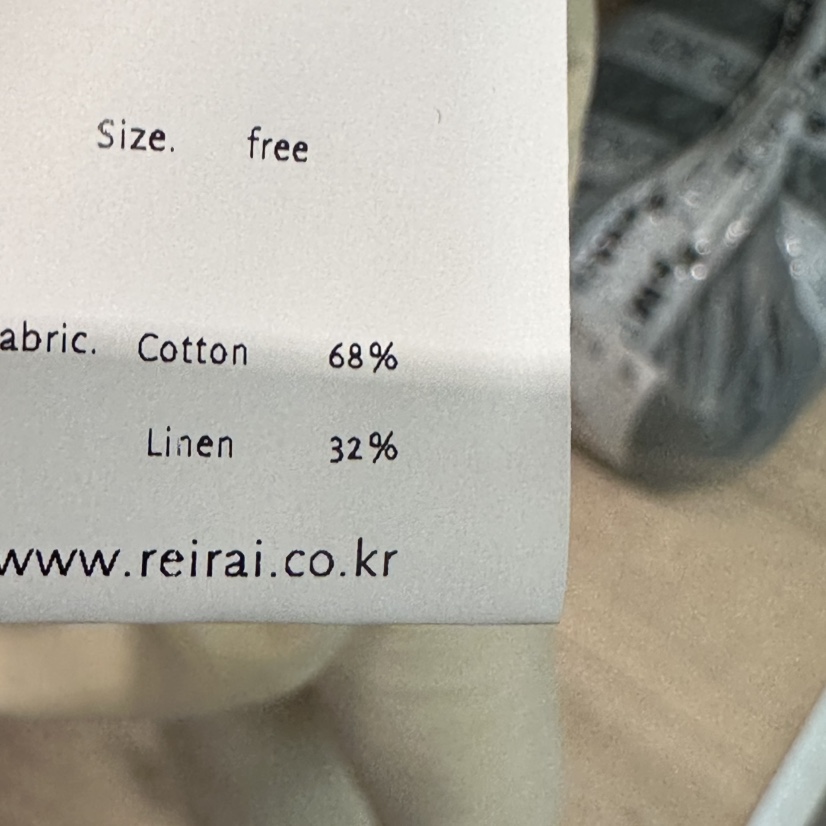 Size. free
abric. Cotton 68%
Linen 32%
www.reirai.co.kr